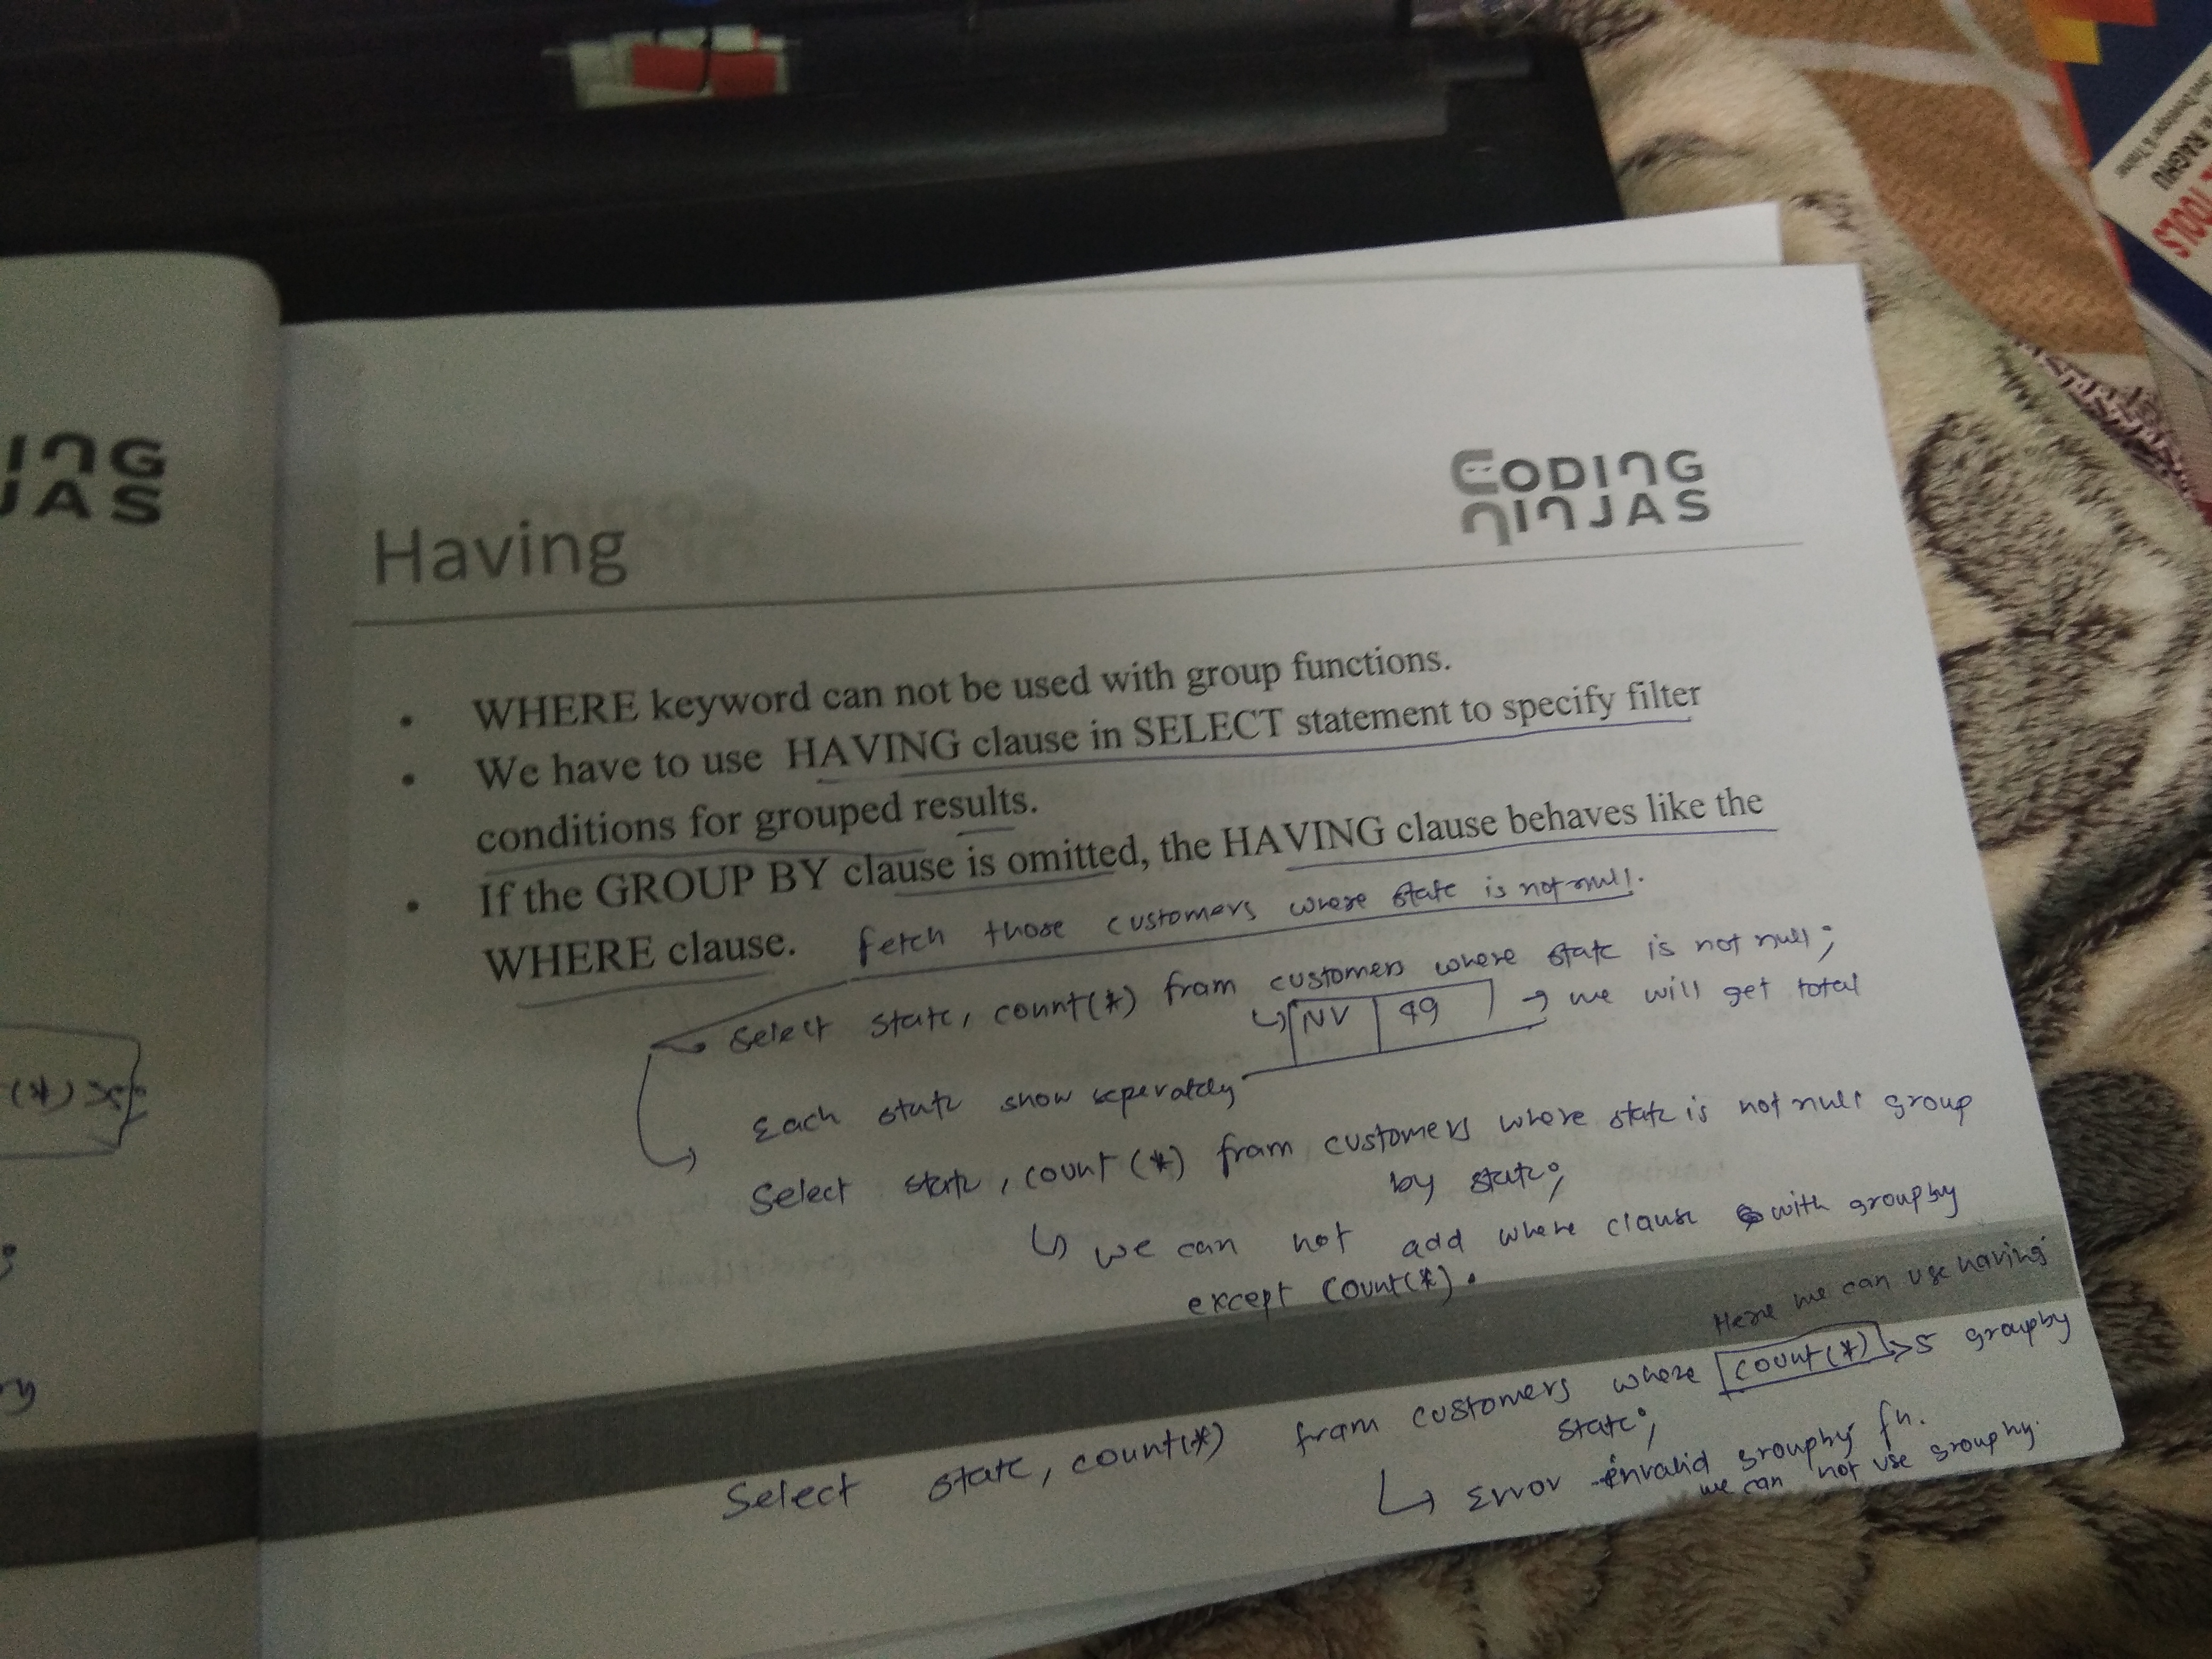 ING
JAS
CODING
NINJAS
Having
• WHERE keyword can not be used with group functions.
• We have to use HAVING clause in SELECT statement to specify filter
conditions for grouped results.
• If the GROUP BY clause is omitted, the HAVING clause behaves like the
WHERE clause. fetch those customers where state is not null.
Select state, count(*) from customers where state is not null;
NV 49 we will get total
Each state show seperately
Select state, count(*) from customers where state is not null group
by state;
we can not add where clause with group by
except count(*).
Here we can use having
Select state, count(*) from customers where count(*) >5 groupby
state;
Error invalid groupby fn.
we can not use groupby.
(*)
RAGHU
TOOLS